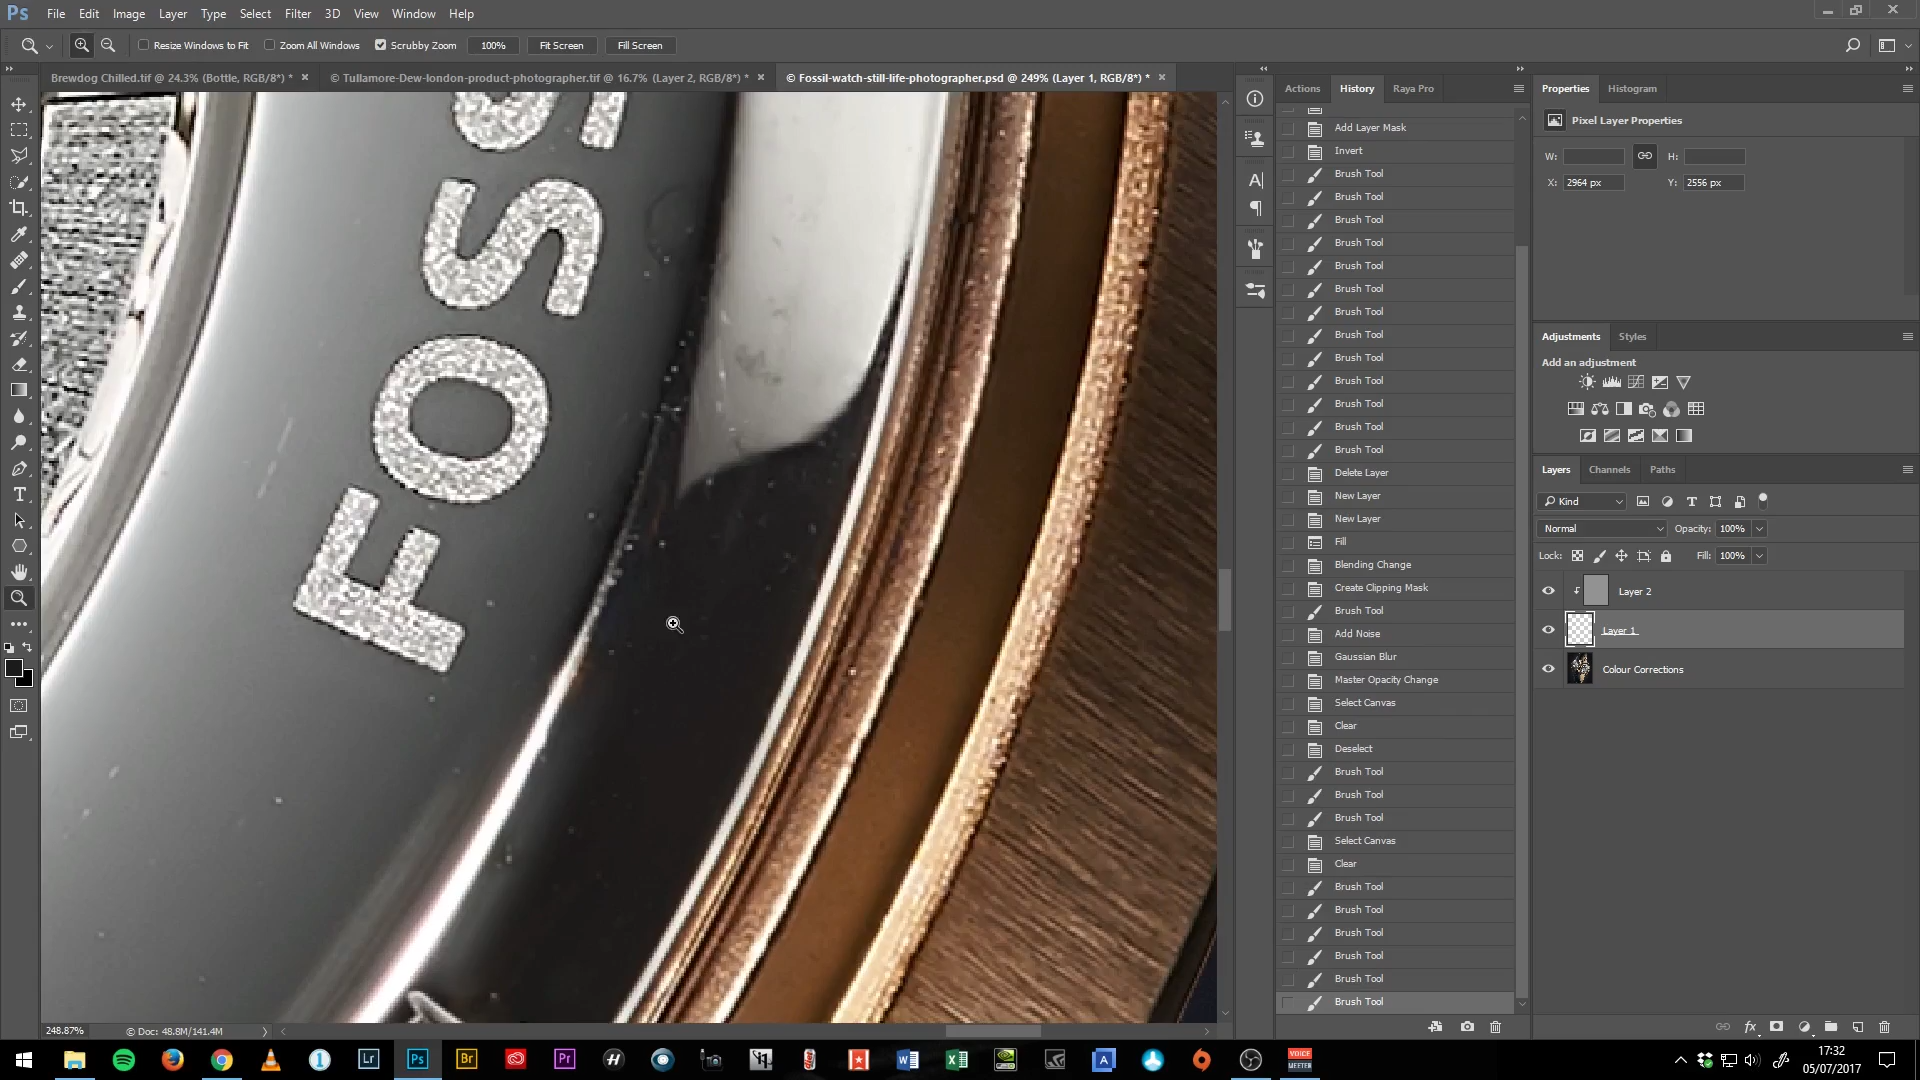 Ps File Edit Image Layer Type Select Filter 3D View Window Help
Resize Windows to Fit Zoom All Windows Scrubby Zoom 100% Fit Screen Fill Screen
Brewdog Chilled.tif @ 24.3% (Bottle, RGB/8*) * × © Tullamore-Dew-london-product-photographer.tif @ 16.7% (Layer 2, RGB/8*) * × © Fossil-watch-still-life-photographer.psd @ 249% (Layer 1, RGB/8*) * ×
FOSS
Actions History Raya Pro
Add Layer Mask
Invert
Brush Tool
Brush Tool
Brush Tool
Brush Tool
Brush Tool
Brush Tool
Brush Tool
Brush Tool
Brush Tool
Brush Tool
Brush Tool
Brush Tool
Brush Tool
Delete Layer
New Layer
New Layer
Fill
Blending Change
Create Clipping Mask
Brush Tool
Add Noise
Gaussian Blur
Master Opacity Change
Select Canvas
Clear
Deselect
Brush Tool
Brush Tool
Brush Tool
Select Canvas
Clear
Brush Tool
Brush Tool
Brush Tool
Brush Tool
Brush Tool
Brush Tool
Properties Histogram
Pixel Layer Properties
W: H:
X: 2964 px Y: 2556 px
Adjustments Styles
Add an adjustment
Layers Channels Paths
Kind
Normal Opacity: 100%
Lock: Fill: 100%
Layer 2
Layer 1
Colour Corrections
fx
248.87% © Doc: 48.8M/141.4M
Lr Ps Br Pr
VOICE
MEETER
17:32
05/07/2017